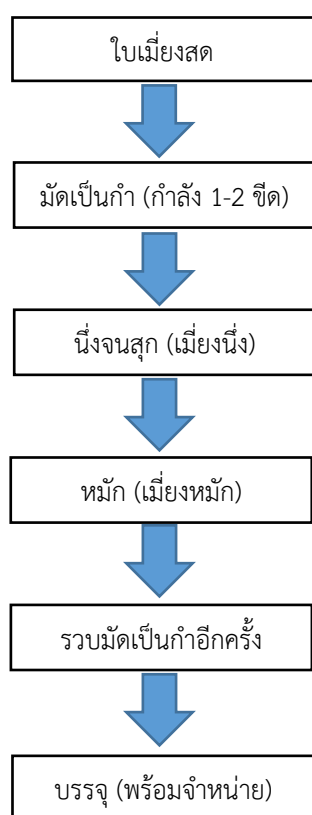 ใบเมี่ยงสด
มัดเป็นกำ (กำลัง 1-2 ขีด)
นึ่งจนสุก (เมี่ยงนึ่ง)
หมัก (เมี่ยงหมัก)
รวบมัดเป็นกำอีกครั้ง
บรรจุ (พร้อมจำหน่าย)